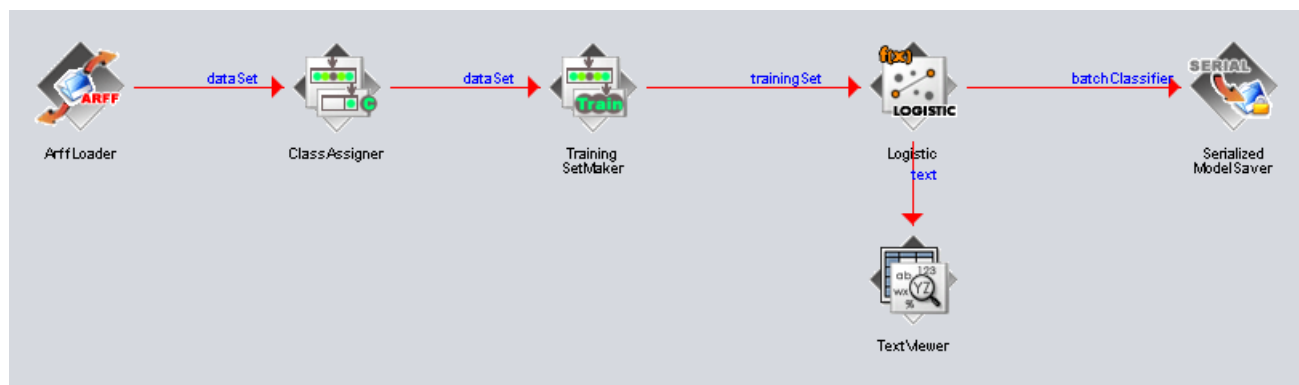 f(x)
SERIAL
ARFF
C
Train
LOGISTIC
dataSet
dataSet
trainingSet
batchClassifier
ArffLoader
ClassAssigner
Training
SetMaker
Logistic
Serialized
ModelSaver
text
ab 123
wx YZ
%
TextViewer